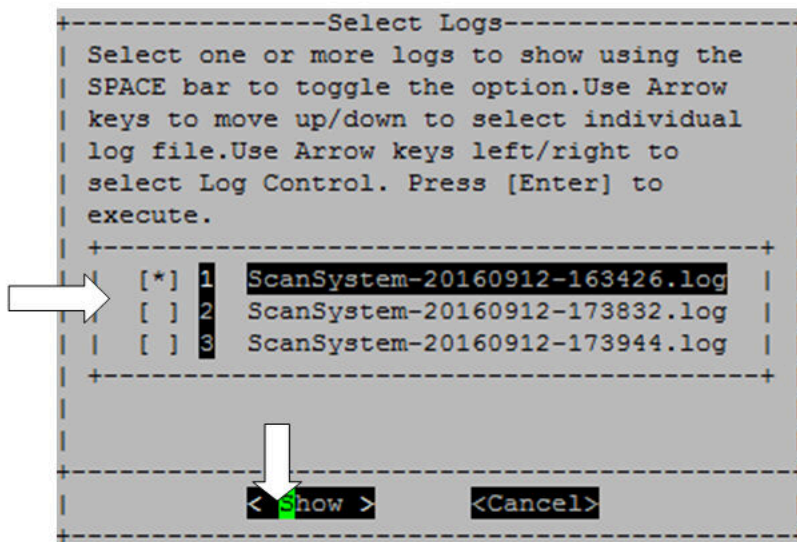 Select Logs
Select one or more logs to show using the
SPACE bar to toggle the option.Use Arrow
keys to move up/down to select individual
log file.Use Arrow keys left/right to
select Log Control. Press [Enter] to
execute.
[*] 1 ScanSystem-20160912-163426.log
[ ] 2 ScanSystem-20160912-173832.log
[ ] 3 ScanSystem-20160912-173944.log
< Show > <Cancel>